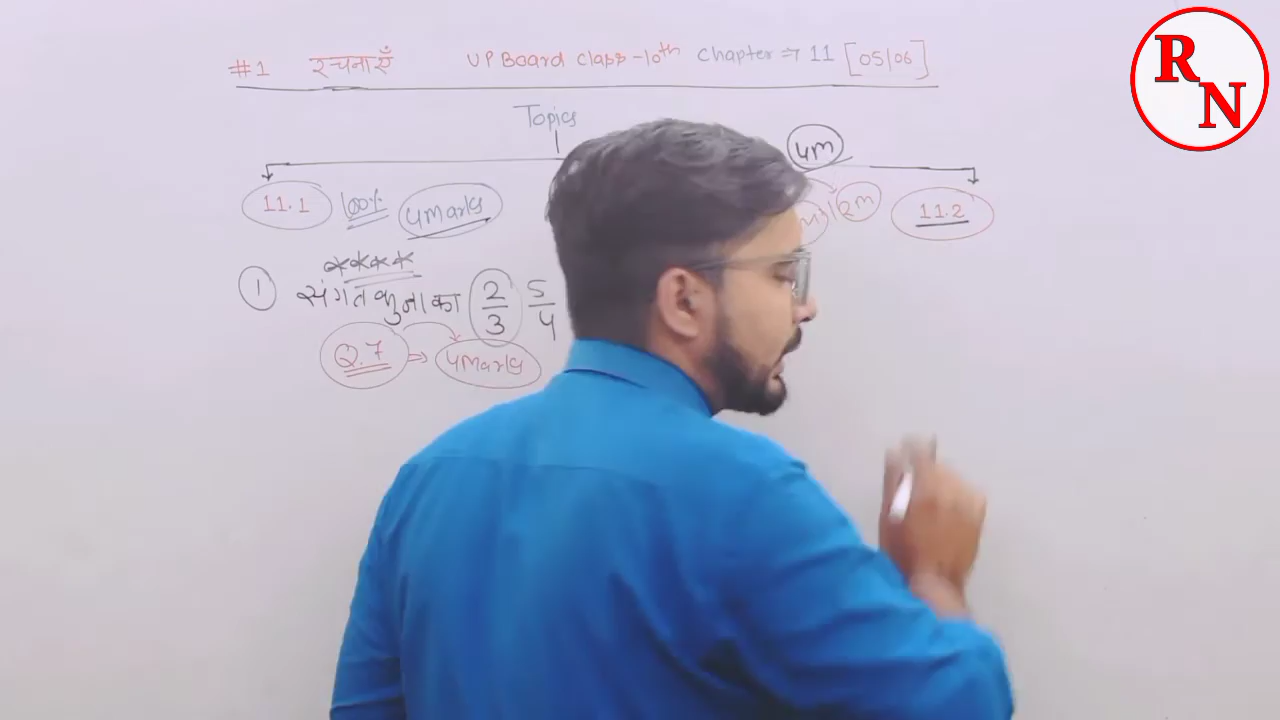 #1 रचनाएँ UP Board Class-10th Chapter ⇒ 11 [05/06]
RN
Topics
4m
11.1 100% 4Marks
2m 11.2
****
① संगत भुजा का 2/3 5/4
Q.7 ⇒ 4Marks